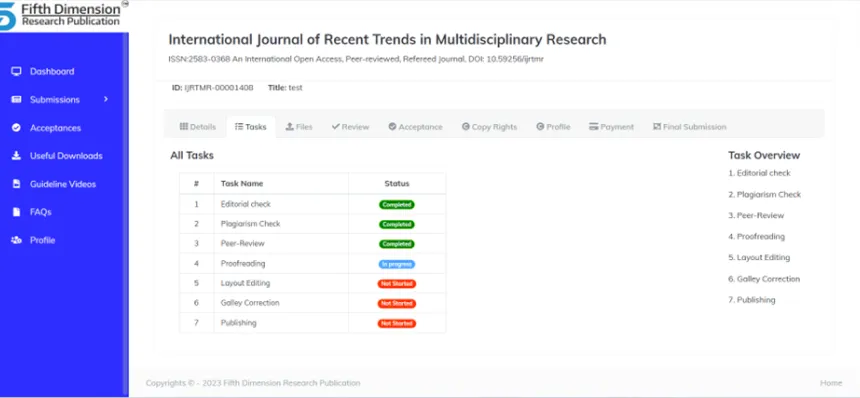 Fifth Dimension
Research Publication
Dashboard
Submissions
Acceptances
Useful Downloads
Guideline Videos
FAQs
Profile
International Journal of Recent Trends in Multidisciplinary Research
ISSN:2583-0368 An International Open Access, Peer-reviewed, Refereed Journal. DOI: 10.59256/ijrtmr
ID: IJRTMR-00001408 Title: test
Details Tasks Files Review Acceptance Copy Rights Profile Payment Final Submission
All Tasks
# Task Name Status
1 Editorial check Completed
2 Plagiarism Check Completed
3 Peer-Review Completed
4 Proofreading In progress
5 Layout Editing Not Started
6 Galley Correction Not Started
7 Publishing Not Started
Task Overview
1. Editorial check
2. Plagiarism Check
3. Peer-Review
4. Proofreading
5. Layout Editing
6. Galley Correction
7. Publishing
Copyrights © - 2023 Fifth Dimension Research Publication
Home